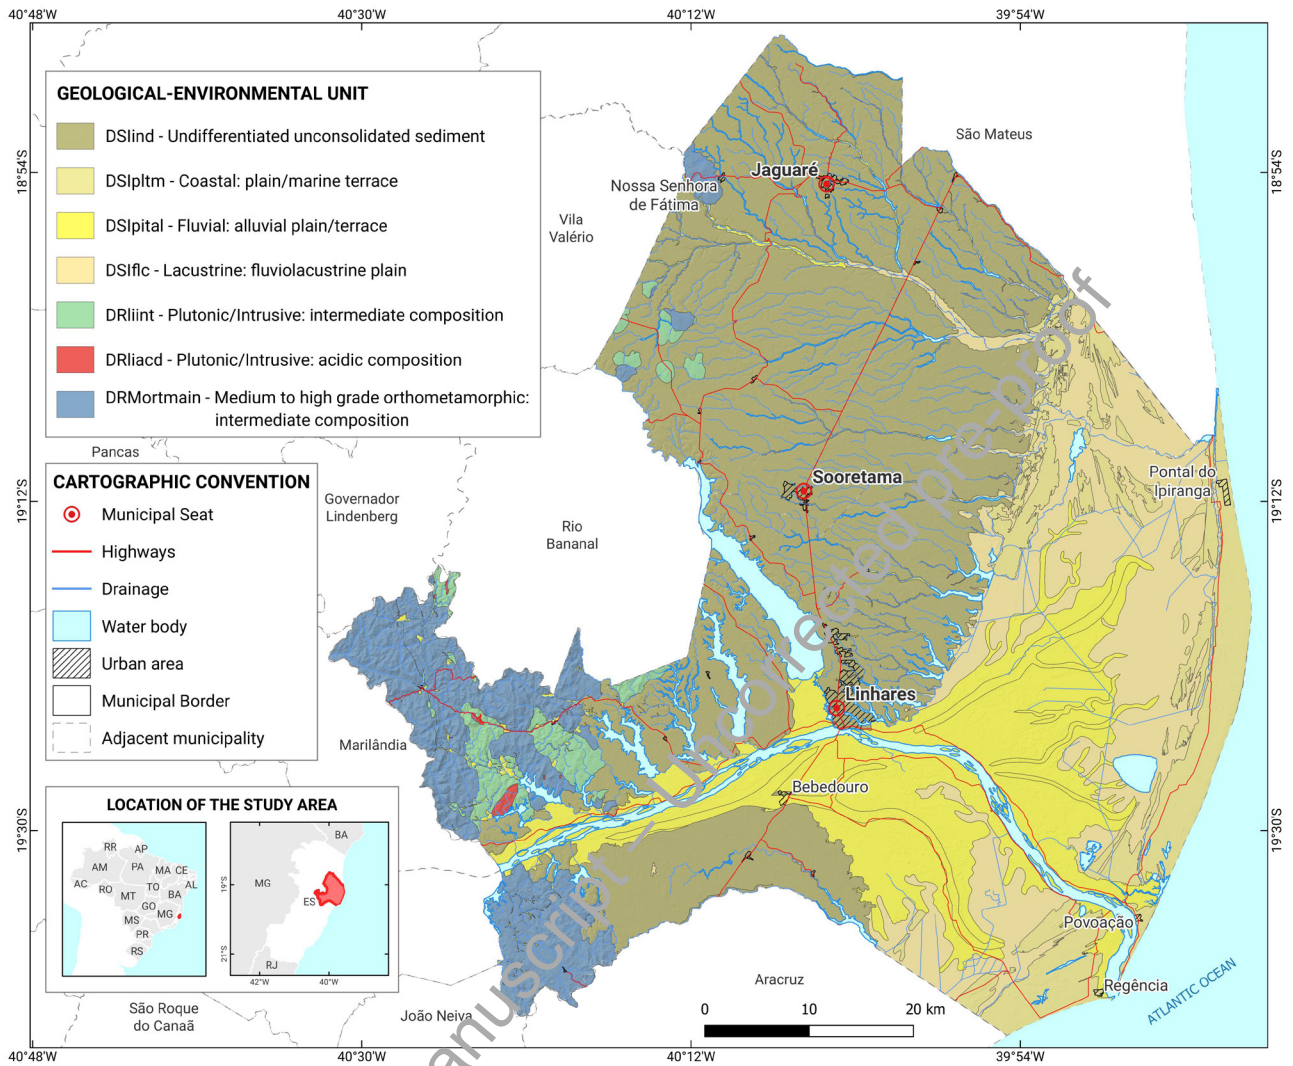 40°48'W
40°30'W
40°12'W
39°54'W
GEOLOGICAL-ENVIRONMENTAL UNIT
DSIind - Undifferentiated unconsolidated sediment
DSIpltm - Coastal: plain/marine terrace
DSIpital - Fluvial: alluvial plain/terrace
DSIflc - Lacustrine: fluviolacustrine plain
DRIiint - Plutonic/Intrusive: intermediate composition
DRIiacd - Plutonic/Intrusive: acidic composition
DRMortmain - Medium to high grade orthometamorphic:
intermediate composition
18°54'S
18°54'S
São Mateus
Jaguaré
Nossa Senhora
de Fátima
Vila
Valério
Pancas
CARTOGRAPHIC CONVENTION
Municipal Seat
Highways
Drainage
Water body
Urban area
Municipal Border
Adjacent municipality
Governador
Lindenberg
Rio
Bananal
Sooretama
Pontal do
Ipiranga
19°12'S
19°12'S
Linhares
Marilândia
Bebedouro
19°30'S
19°30'S
Povoação
Regência
ATLANTIC OCEAN
Aracruz
João Neiva
São Roque
do Canaã
LOCATION OF THE STUDY AREA
RR
AP
AM
PA
MA
CE
AC
RO
TO
AL
MT
BA
GO
MS
MG
PR
RS
BA
MG
ES
RJ
19°S
21°S
42°W
40°W
0
10
20 km
40°48'W
40°30'W
40°12'W
39°54'W
anuscript - Uncorrected pre-proof